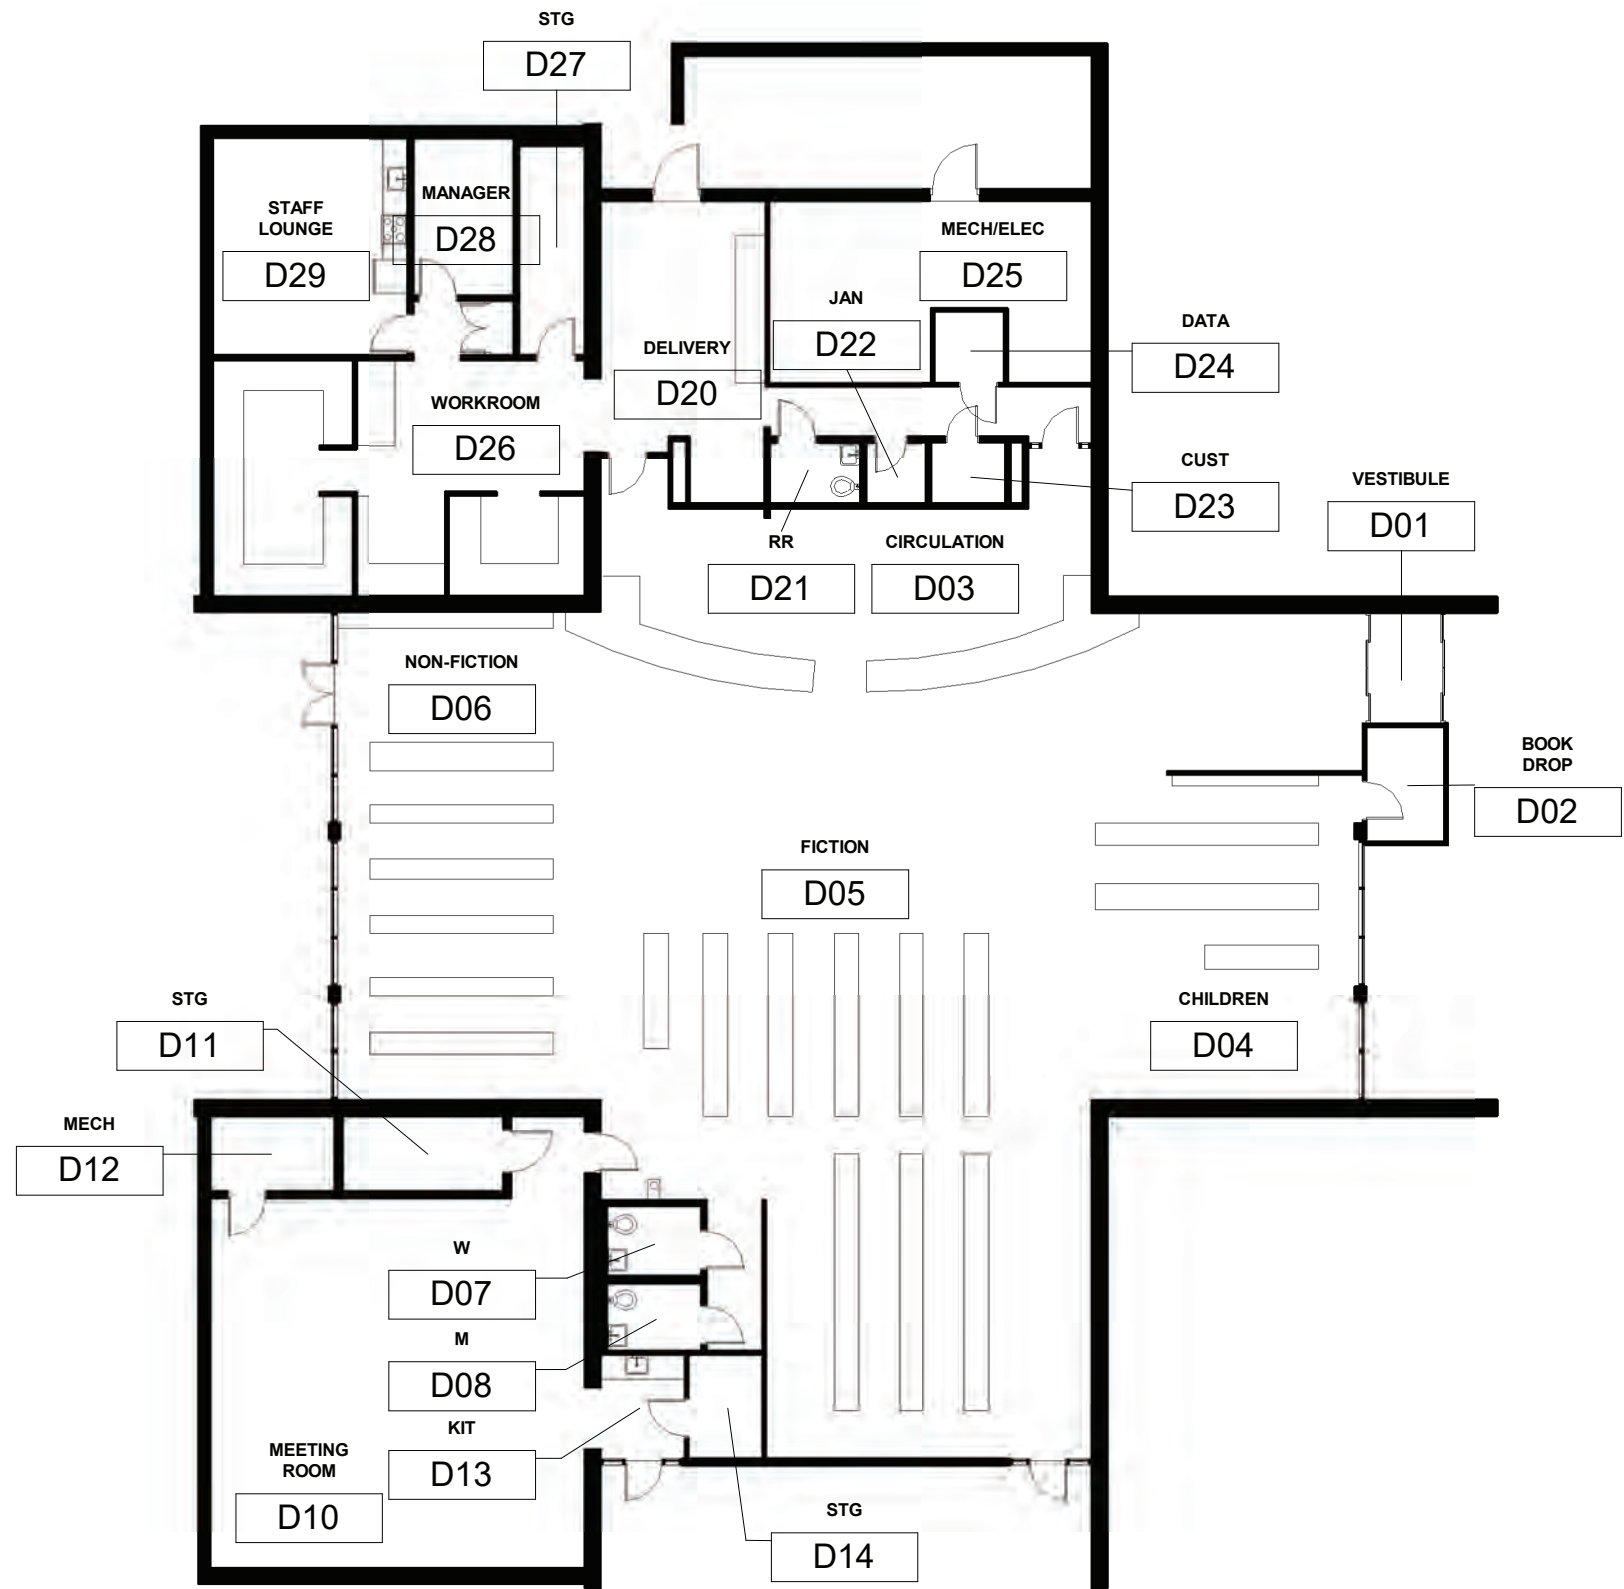 STG
D27
MANAGER
D28
STAFF
LOUNGE
D29
MECH/ELEC
D25
JAN
D22
DATA
D24
DELIVERY
D20
WORKROOM
D26
CUST
D23
VESTIBULE
D01
RR
D21
CIRCULATION
D03
NON-FICTION
D06
BOOK
DROP
D02
FICTION
D05
STG
D11
CHILDREN
D04
MECH
D12
W
D07
M
D08
KIT
D13
MEETING
ROOM
D10
STG
D14